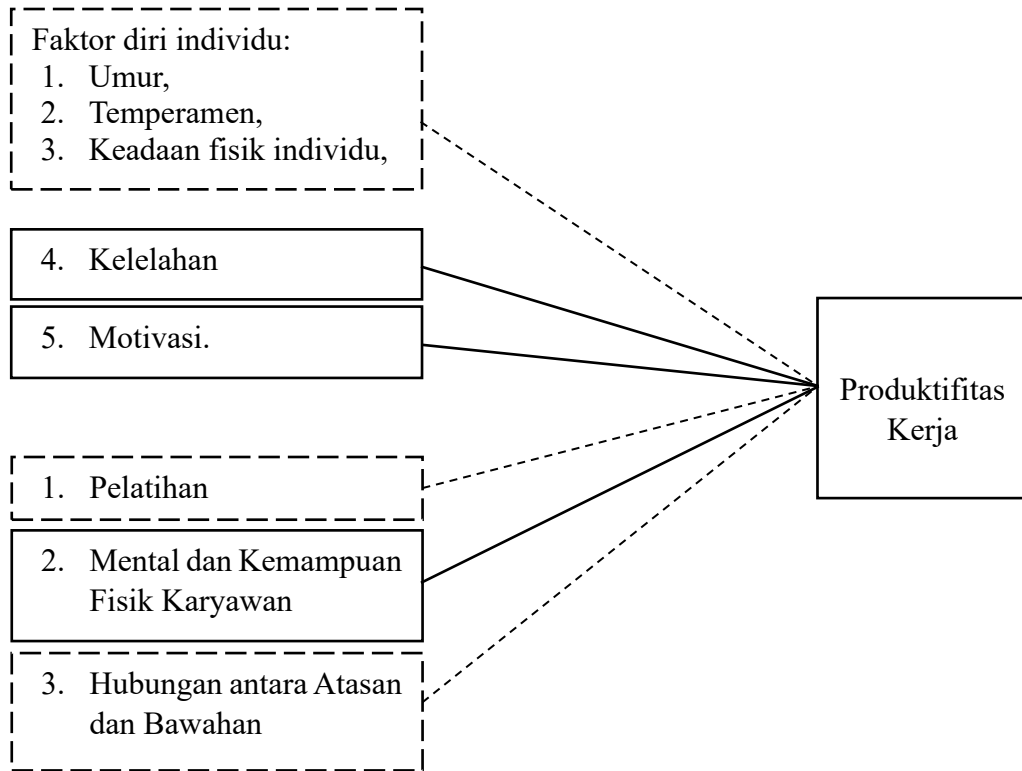 Faktor diri individu:
1. Umur,
2. Temperamen,
3. Keadaan fisik individu,
4. Kelelahan
5. Motivasi.
1. Pelatihan
2. Mental dan Kemampuan
Fisik Karyawan
3. Hubungan antara Atasan
dan Bawahan
Produktifitas
Kerja